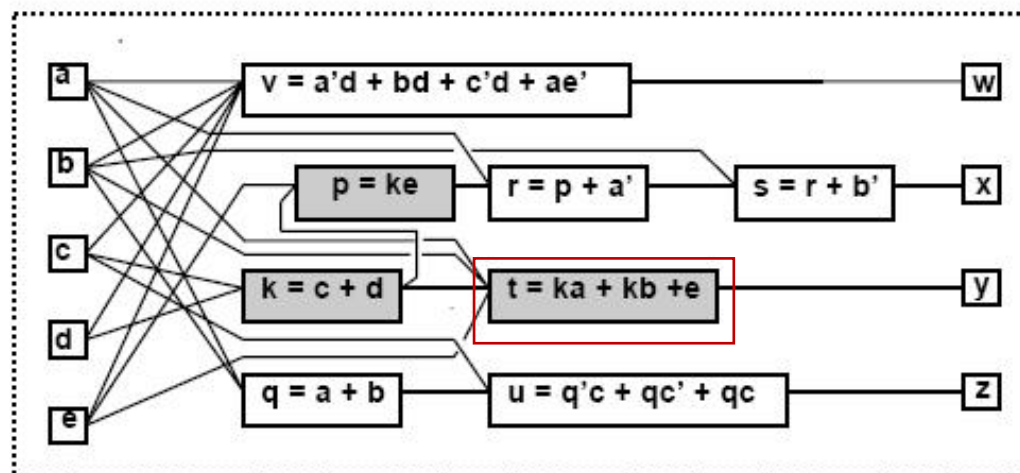 a
v = a'd + bd + c'd + ae'
w
b
p = ke
r = p + a'
s = r + b'
x
c
k = c + d
t = ka + kb +e
y
d
e
q = a + b
u = q'c + qc' + qc
z